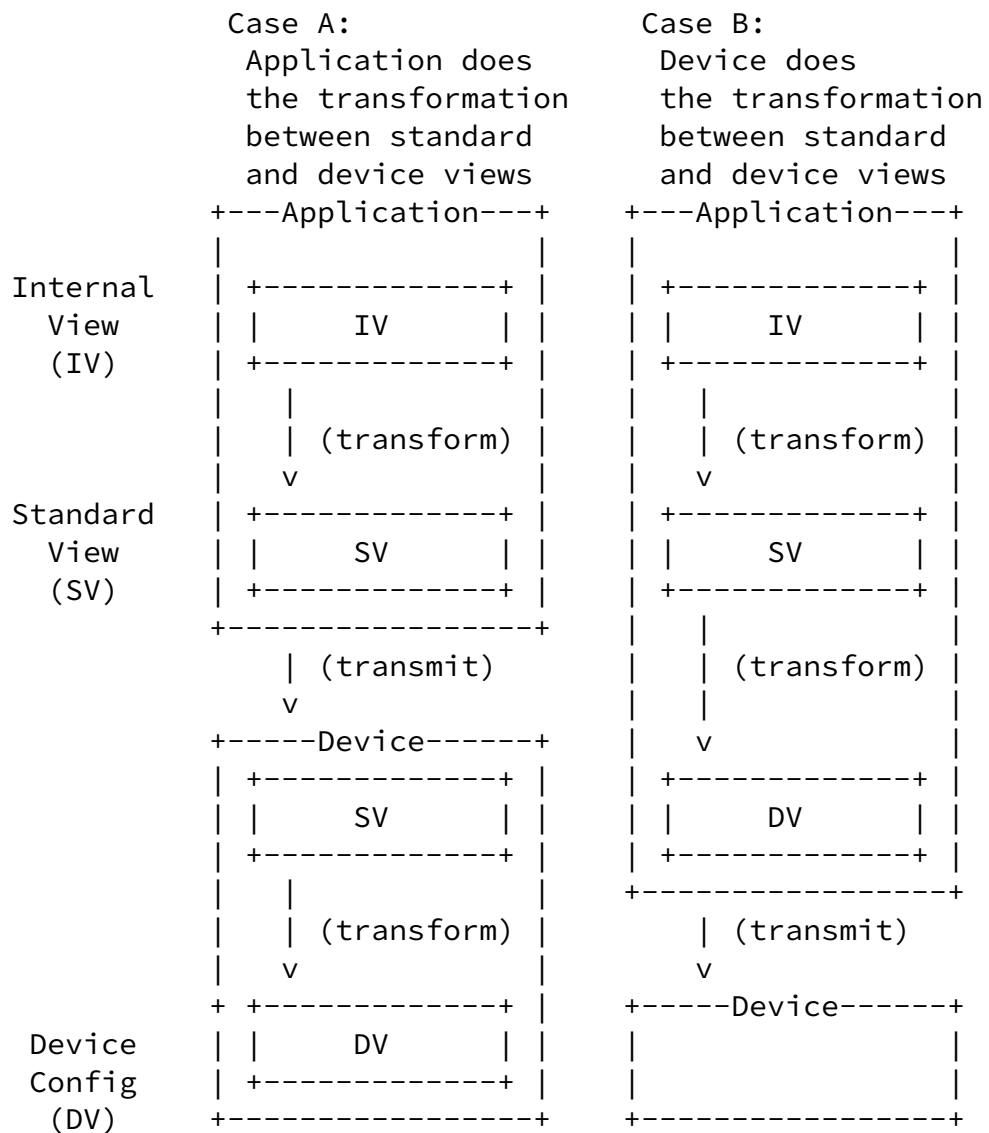 Case A:                Case B:
             Application does       Device does
             the transformation     the transformation
             between standard       between standard
             and device views       and device views
           +---Application---+    +---Application---+
           |                 |    |                 |
Internal   | +-------------+ |    | +-------------+ |
  View     | |     IV      | |    | |     IV      | |
  (IV)     | +-------------+ |    | +-------------+ |
           |   |             |    |   |             |
           |   | (transform) |    |   | (transform) |
           |   v             |    |   v             |
Standard   | +-------------+ |    | +-------------+ |
  View     | |     SV      | |    | |     SV      | |
  (SV)     | +-------------+ |    | +-------------+ |
           +-----------------+    |   |             |
               | (transmit)       |   | (transform) |
               v                  |   |             |
           +-----Device------+    |   v             |
           | +-------------+ |    | +-------------+ |
           | |     SV      | |    | |     DV      | |
           | +-------------+ |    | +-------------+ |
           |   |             |    +-----------------+
           |   | (transform) |        | (transmit)
           |   v             |        v
           + +-------------+ |    +-----Device------+
 Device    | |     DV      | |    |                 |
 Config    | +-------------+ |    |                 |
  (DV)     +-----------------+    +-----------------+